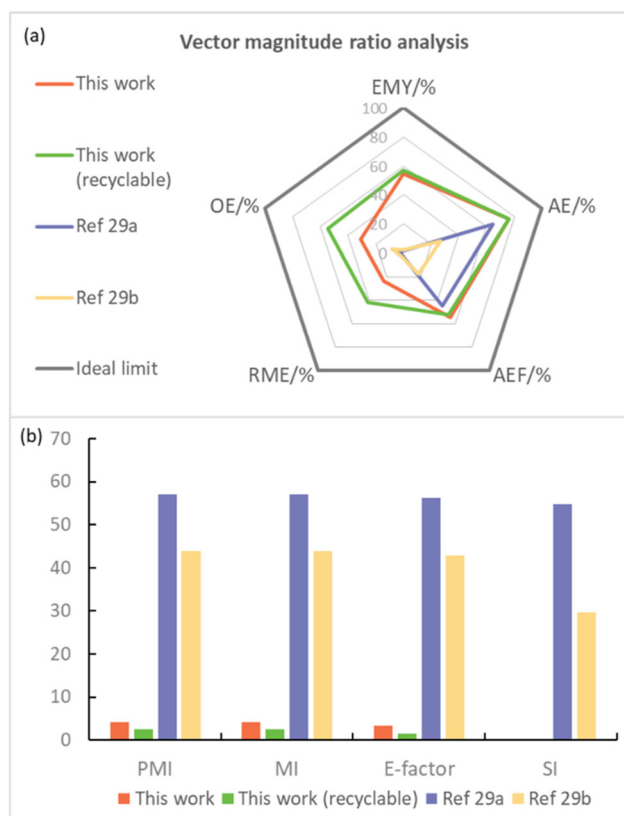 (a)
Vector magnitude ratio analysis
This work
This work
(recyclable)
Ref 29a
Ref 29b
Ideal limit
EMY/%
100
80
60
40
20
0
OE/%
AE/%
RME/%
AEF/%
(b)
70
60
50
40
30
20
10
0
PMI MI E-factor SI
This work This work (recyclable) Ref 29a Ref 29b